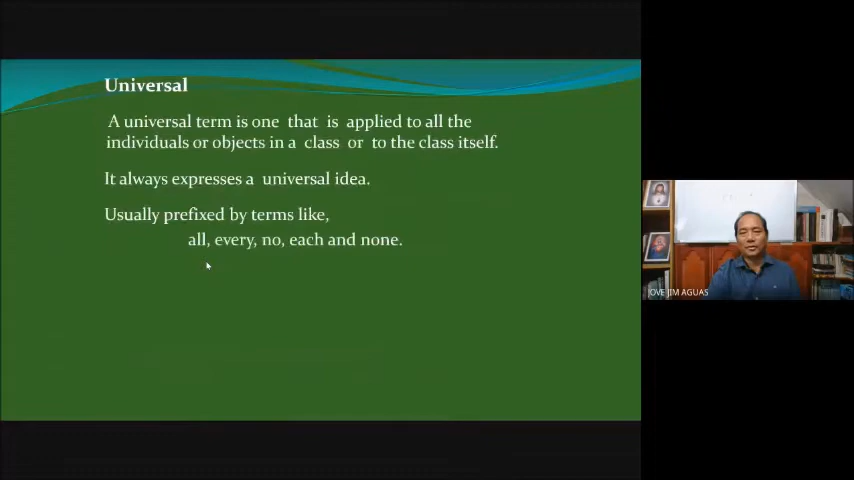 Universal
A universal term is one that is applied to all the
individuals or objects in a class or to the class itself.
It always expresses a universal idea.
Usually prefixed by terms like,
all, every, no, each and none.
JOVE JIM AGUAS